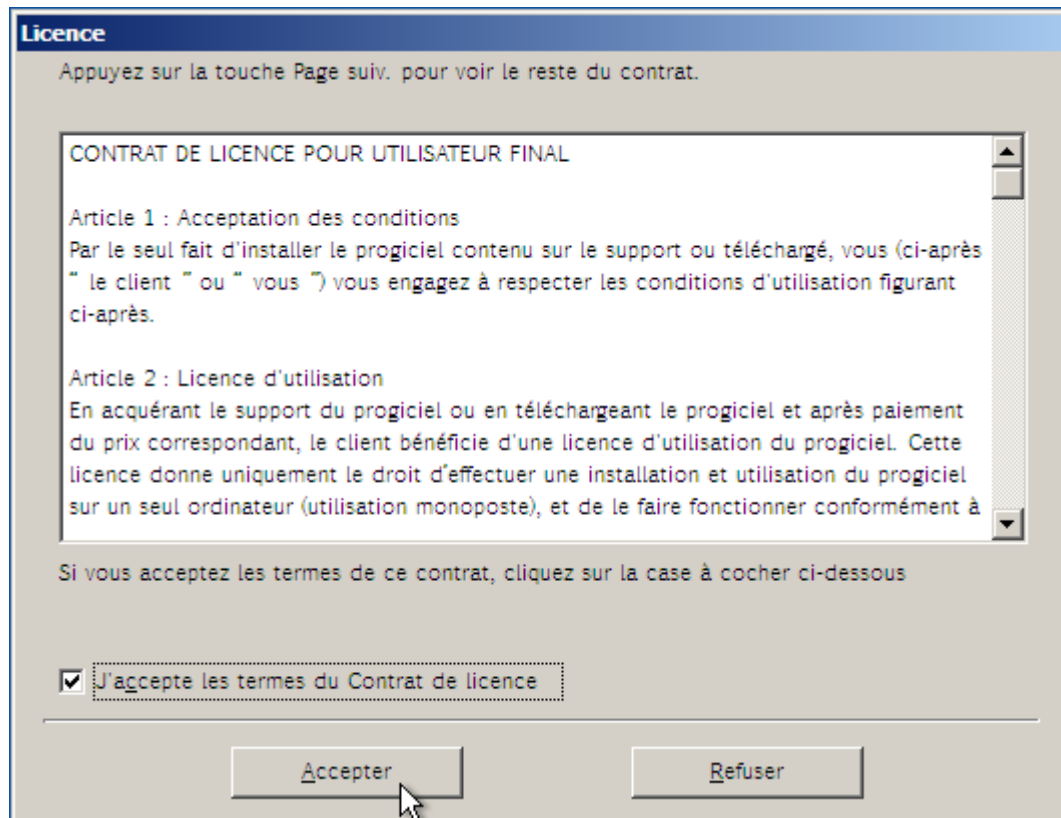 Licence
Appuyez sur la touche Page suiv. pour voir le reste du contrat.
CONTRAT DE LICENCE POUR UTILISATEUR FINAL
Article 1 : Acceptation des conditions
Par le seul fait d'installer le progiciel contenu sur le support ou téléchargé, vous (ci-après
“ le client ” ou “ vous ”) vous engagez à respecter les conditions d'utilisation figurant
ci-après.
Article 2 : Licence d'utilisation
En acquérant le support du progiciel ou en téléchargeant le progiciel et après paiement
du prix correspondant, le client bénéficie d'une licence d'utilisation du progiciel. Cette
licence donne uniquement le droit d’effectuer une installation et utilisation du progiciel
sur un seul ordinateur (utilisation monoposte), et de le faire fonctionner conformément à
Si vous acceptez les termes de ce contrat, cliquez sur la case à cocher ci-dessous
J'accepte les termes du Contrat de licence
Accepter
Refuser